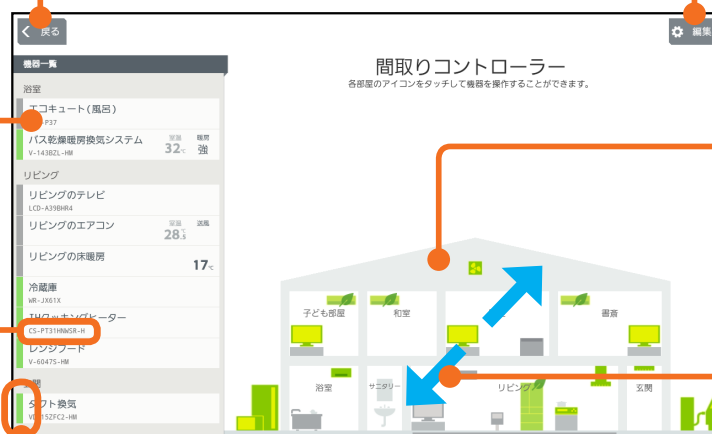 戻る
編集
機器一覧
間取りコントローラー
各部屋のアイコンをタッチして機器を操作することができます。
浴室
エコキュート(風呂)
-P37
バス乾燥暖房換気システム 室温 32℃ 暖房 強
V-143BZL-HM
リビング
リビングのテレビ
LCD-A39BHR4
リビングのエアコン 室温 28.5℃ 送風
リビングの床暖房 17℃
冷蔵庫
WR-JX61X
IHクッキングヒーター
CS-PT31HNWSR-H
レンジフード
V-6047S-HM
ダクト換気
VD-15ZFC2-HM
子ども部屋 和室 書斎
浴室 サニタリー リビング 玄関